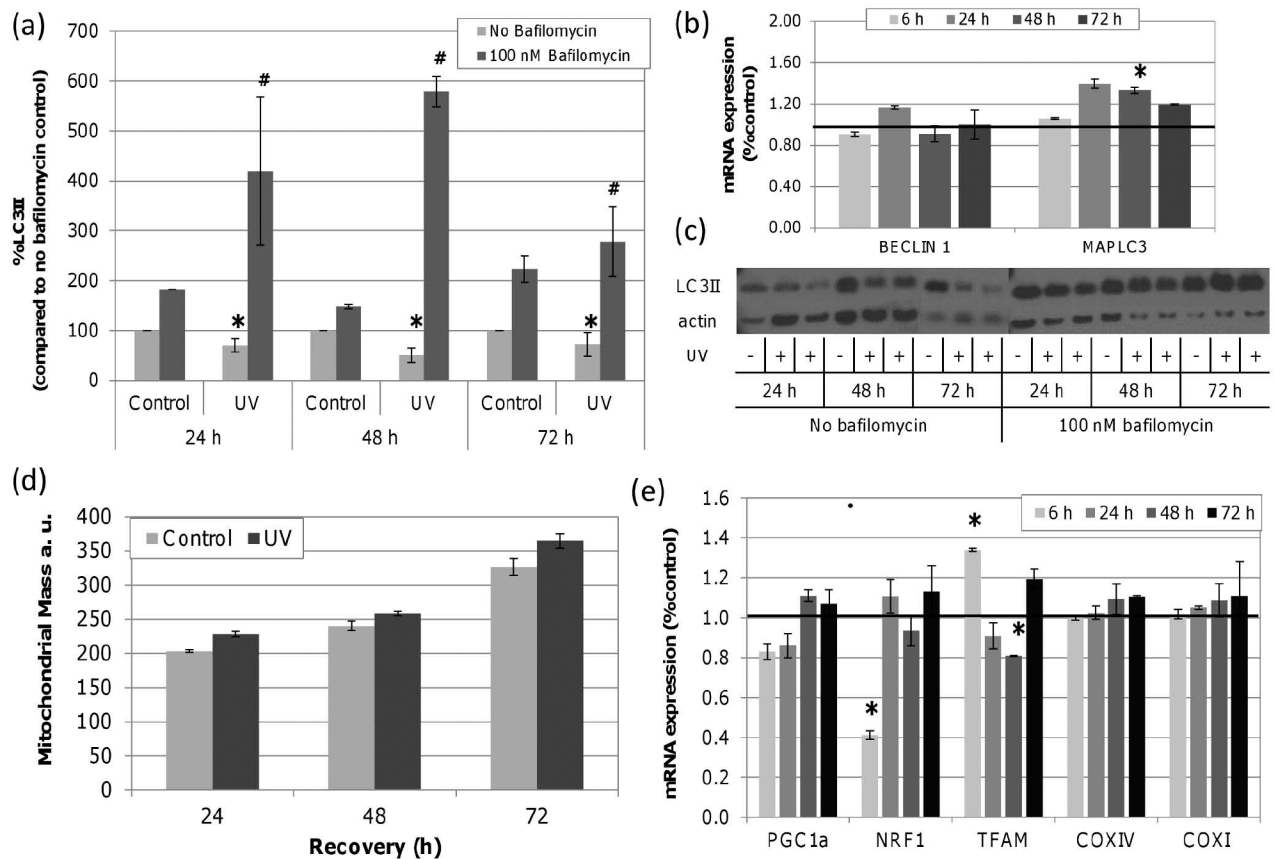 (a)
%LC3II
(compared to no bafilomycin control)
700
600
500
400
300
200
100
0
No Bafilomycin
100 nM Bafilomycin
#
#
#
*
*
*
Control UV Control UV Control UV
24 h 48 h 72 h
(b)
mRNA expression
(%control)
2.00
1.60
1.20
0.80
0.40
0.00
6 h 24 h 48 h 72 h
*
BECLIN 1 MAPLC3
(c)
LC3II
actin
UV - + + - + + - + + - + + - + + - + +
24 h 48 h 72 h 24 h 48 h 72 h
No bafilomycin 100 nM bafilomycin
(d)
Mitochondrial Mass a. u.
400
350
300
250
200
150
100
50
0
Control UV
24 48 72
Recovery (h)
(e)
mRNA expression (%control)
1.6
1.4
1.2
1.0
0.8
0.6
0.4
0.2
0.0
6 h 24 h 48 h 72 h
*
*
*
PGC1a NRF1 TFAM COXIV COXI